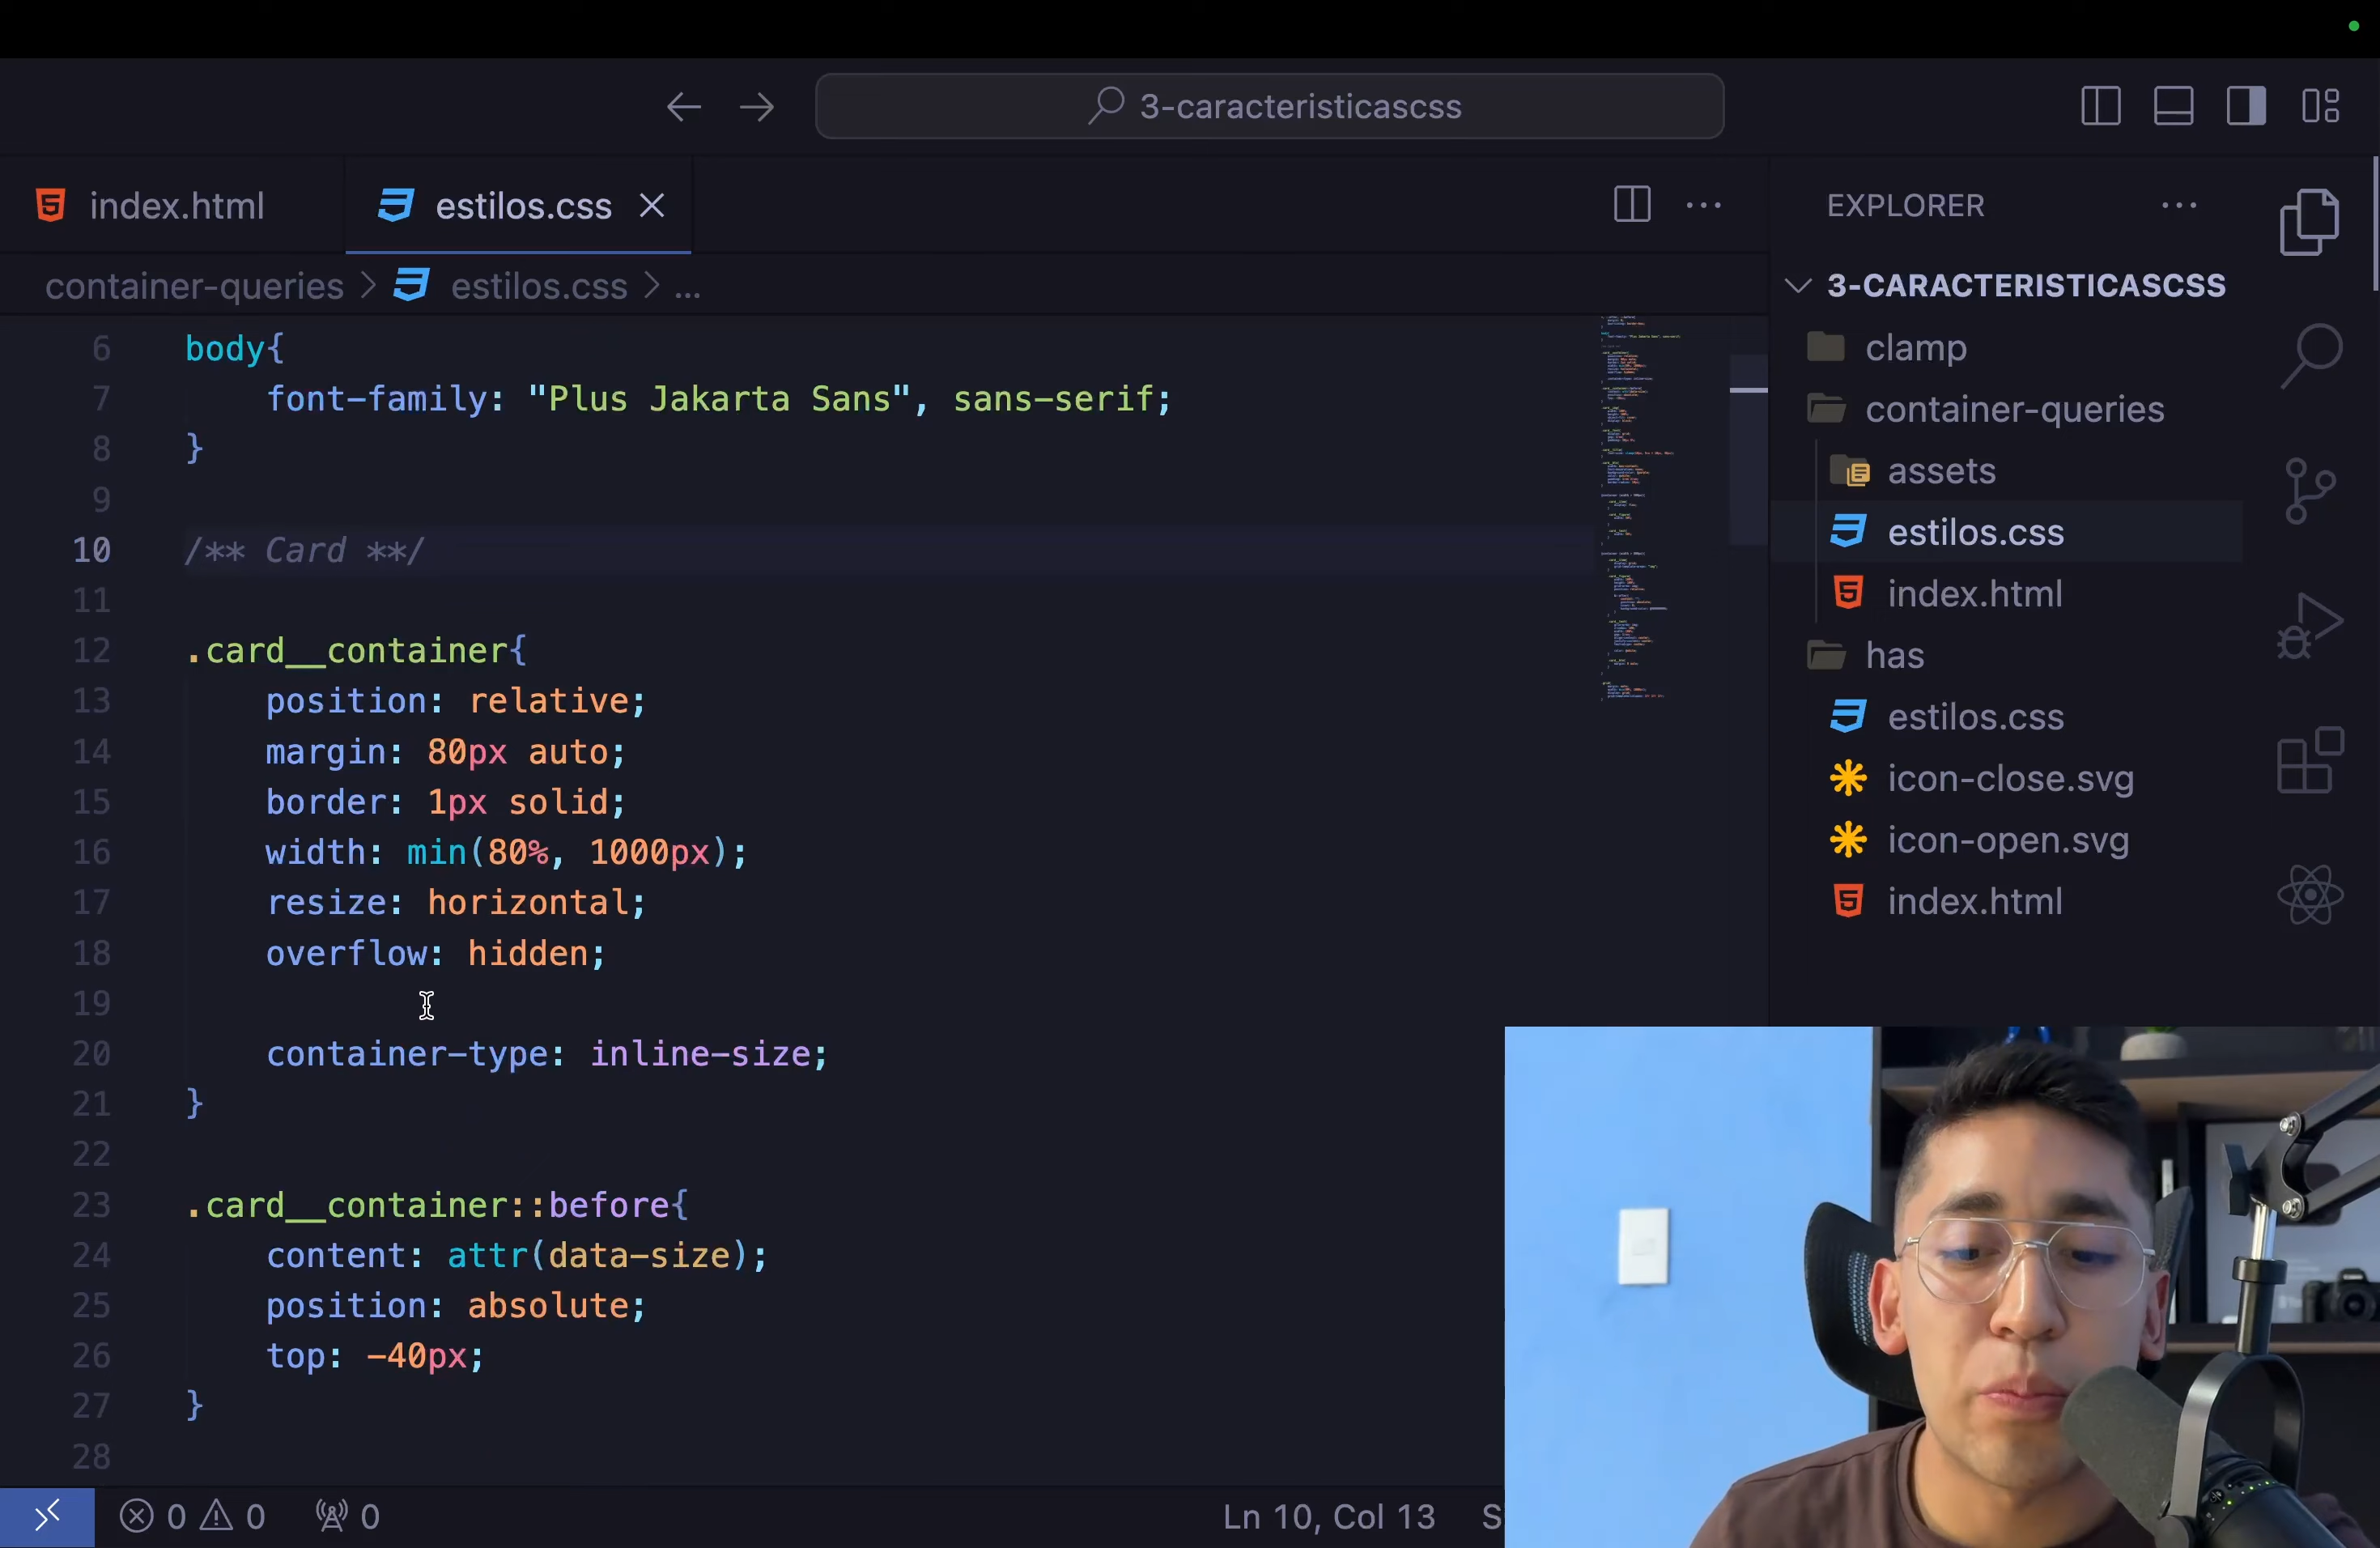 3-caracteristicascss
index.html
estilos.css
EXPLORER
container-queries > estilos.css > ...
3-CARACTERISTICASCSS
6 body{
7 font-family: "Plus Jakarta Sans", sans-serif;
8 }
9
10 /** Card **/
11
12 .card__container{
13 position: relative;
14 margin: 80px auto;
15 border: 1px solid;
16 width: min(80%, 1000px);
17 resize: horizontal;
18 overflow: hidden;
19
20 container-type: inline-size;
21 }
22
23 .card__container::before{
24 content: attr(data-size);
25 position: absolute;
26 top: -40px;
27 }
28
clamp
container-queries
assets
estilos.css
index.html
has
estilos.css
icon-close.svg
icon-open.svg
index.html
0 0 0
Ln 10, Col 13